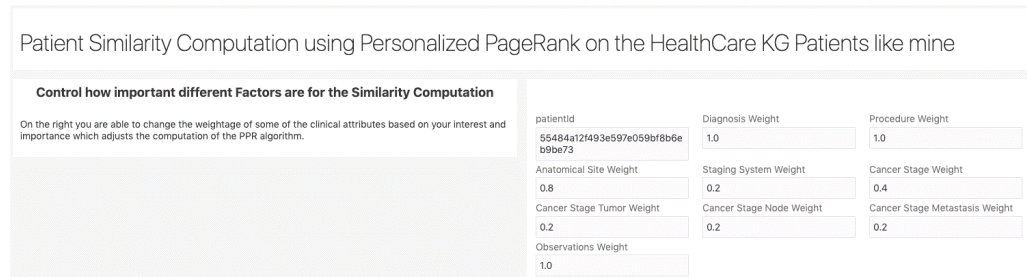 Patient Similarity Computation using Personalized PageRank on the HealthCare KG Patients like mine
Control how important different Factors are for the Similarity Computation
On the right you are able to change the weightage of some of the clinical attributes based on your interest and
importance which adjusts the computation of the PPR algorithm.
patientId
Diagnosis Weight
Procedure Weight
55484a12f493e597e059bf8b6e
b9be73
1.0
1.0
Anatomical Site Weight
Staging System Weight
Cancer Stage Weight
0.8
0.2
0.4
Cancer Stage Tumor Weight
Cancer Stage Node Weight
Cancer Stage Metastasis Weight
0.2
0.2
0.2
Observations Weight
1.0